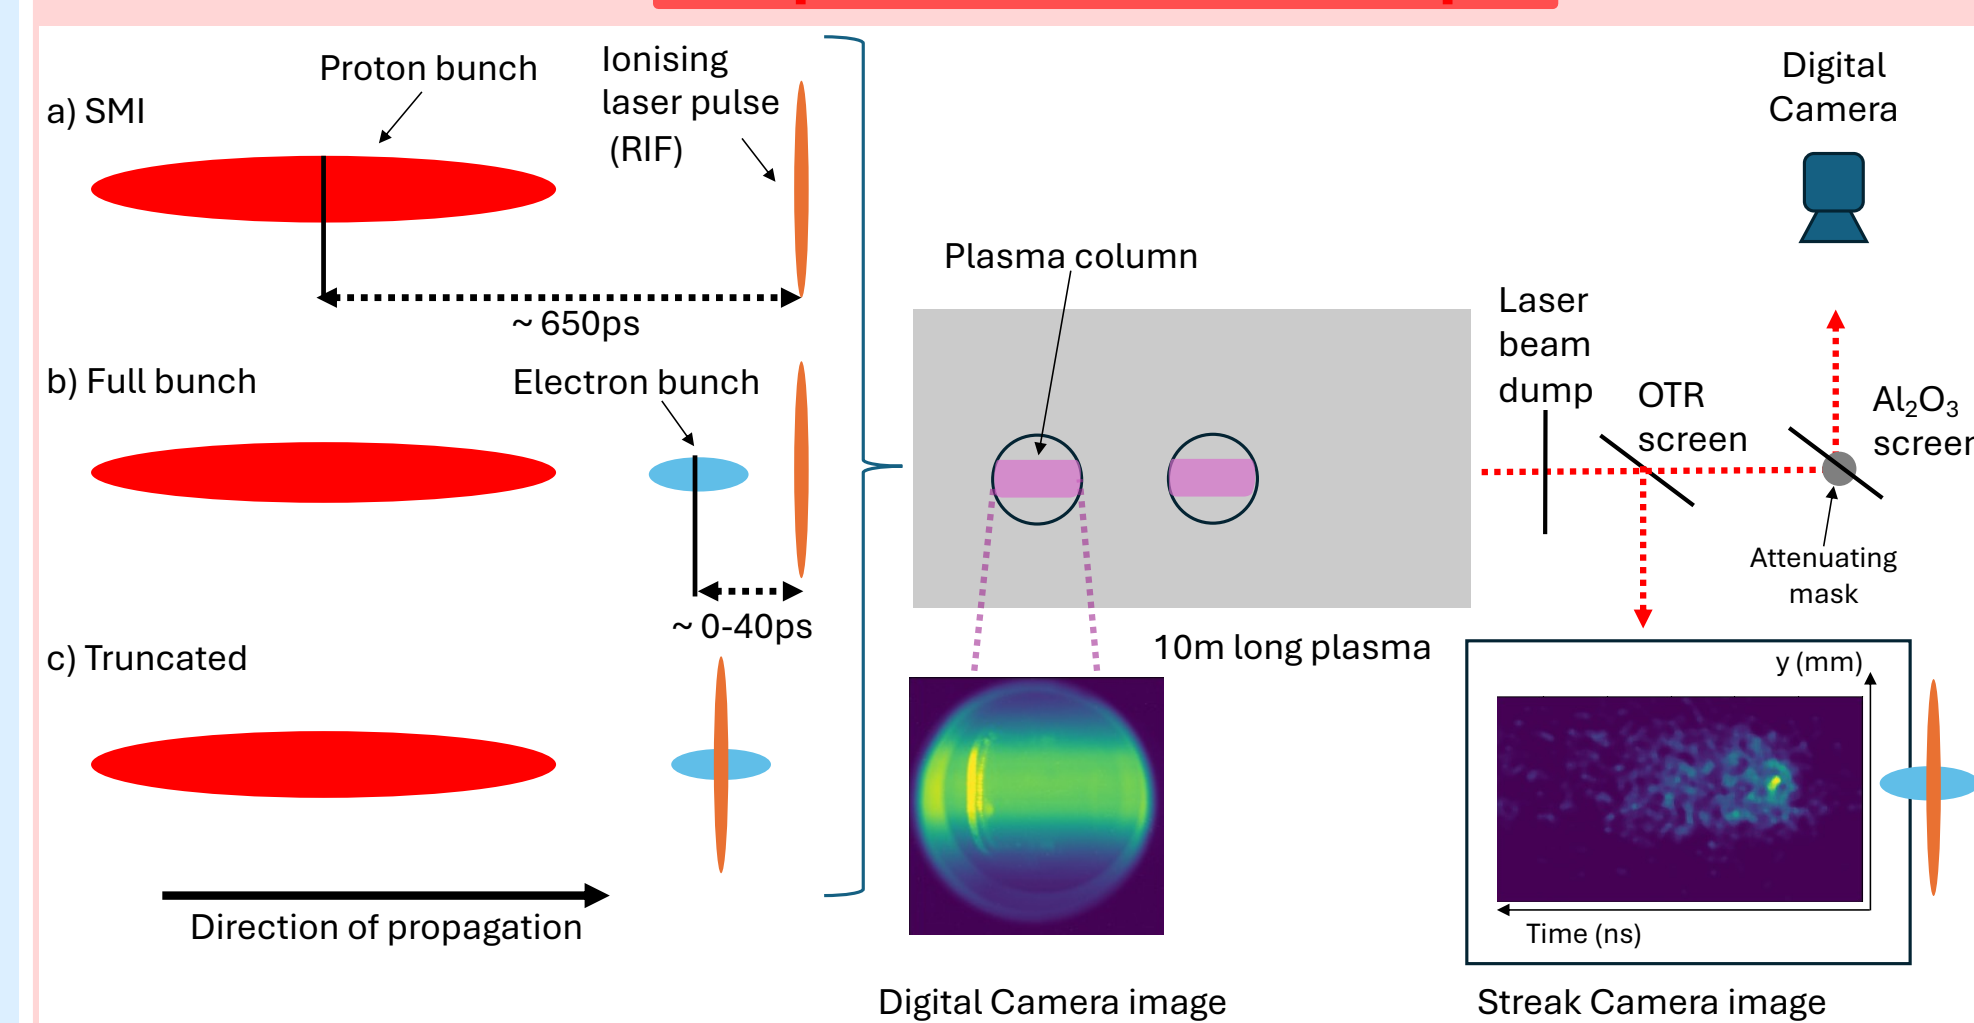 a) SMI
Proton bunch
Ionising
laser pulse
(RIF)
~ 650ps
b) Full bunch
Electron bunch
~ 0-40ps
c) Truncated
Direction of propagation
Plasma column
10m long plasma
Digital Camera image
Laser
beam
dump
OTR
screen
Digital
Camera
Al₂O₃
screen
Attenuating
mask
y (mm)
Time (ns)
Streak Camera image